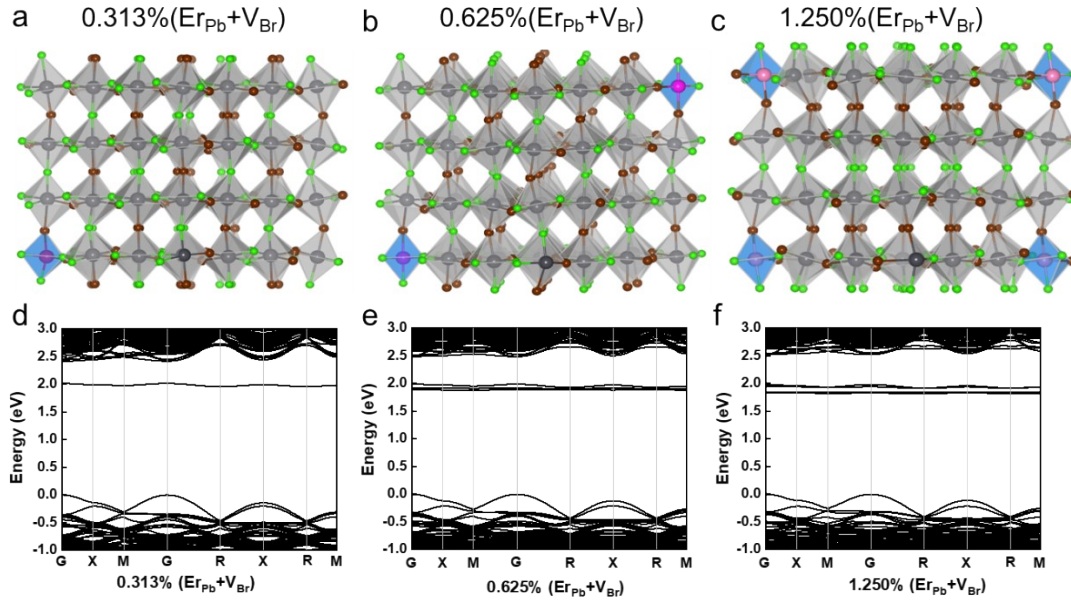 a 0.313%(Er_Pb+V_Br) b 0.625%(Er_Pb+V_Br) c 1.250%(Er_Pb+V_Br)
d e f
3.0 3.0 3.0
2.5 2.5 2.5
2.0 2.0 2.0
1.5 1.5 1.5
1.0 1.0 1.0
0.5 0.5 0.5
0.0 0.0 0.0
-0.5 -0.5 -0.5
-1.0 -1.0 -1.0
Energy (eV) Energy (eV) Energy (eV)
G X M G R X R M G X M G R X R M G X M G R X R M
0.313% (Er_Pb+V_Br) 0.625% (Er_Pb+V_Br) 1.250% (Er_Pb+V_Br)